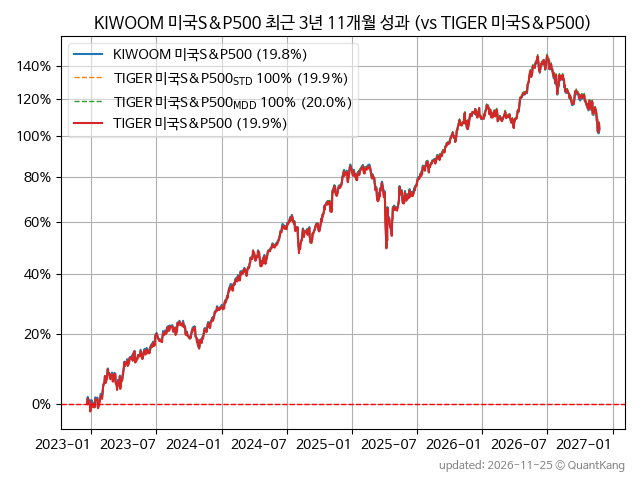 KIWOOM 미국S&P500 최근 3년 11개월 성과 (vs TIGER 미국S&P500)
KIWOOM 미국S&P500 (19.8%)
TIGER 미국S&P500STD 100% (19.9%)
TIGER 미국S&P500MDD 100% (20.0%)
TIGER 미국S&P500 (19.9%)
140%
120%
100%
80%
60%
40%
20%
0%
2023-01 2023-07 2024-01 2024-07 2025-01 2025-07 2026-01 2026-07 2027-01
updated: 2026-11-25 © QuantKang